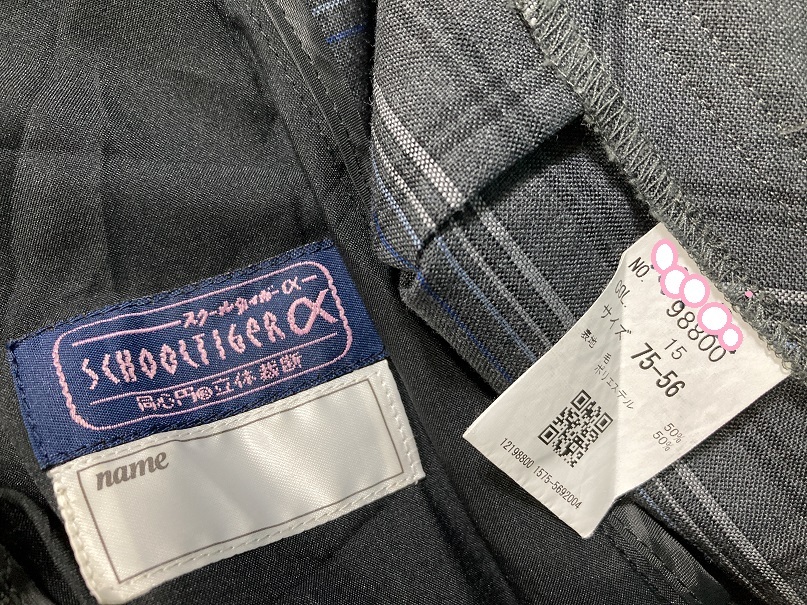 スクールタイガーα
SCHOOLTIGER α
同心円®立体裁断
name
NO. 98800
COL. 15
サイズ 75-56
表地 毛 50%
ポリエステル 50%
12198800 1575-5692004